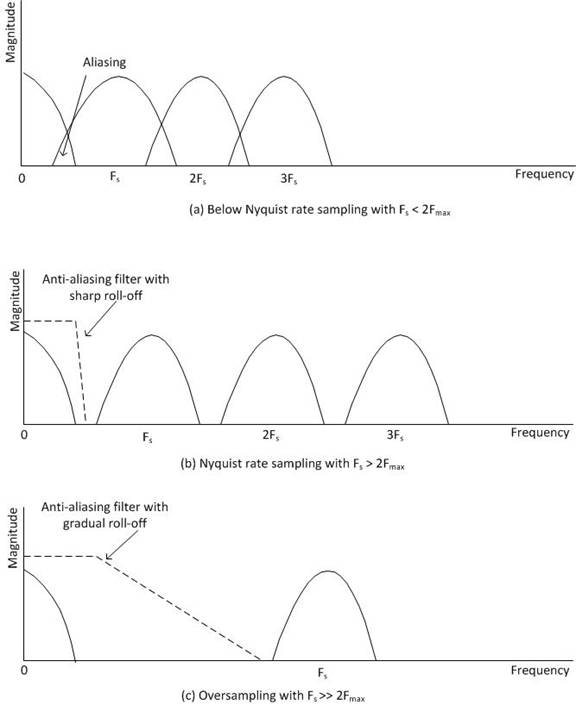 Magnitude
Aliasing
0
Fs
2Fs
3Fs
Frequency
(a) Below Nyquist rate sampling with Fs < 2Fmax
Magnitude
Anti-aliasing filter with
sharp roll-off
0
Fs
2Fs
3Fs
Frequency
(b) Nyquist rate sampling with Fs > 2Fmax
Magnitude
Anti-aliasing filter with
gradual roll-off
0
Fs
Frequency
(c) Oversampling with Fs >> 2Fmax